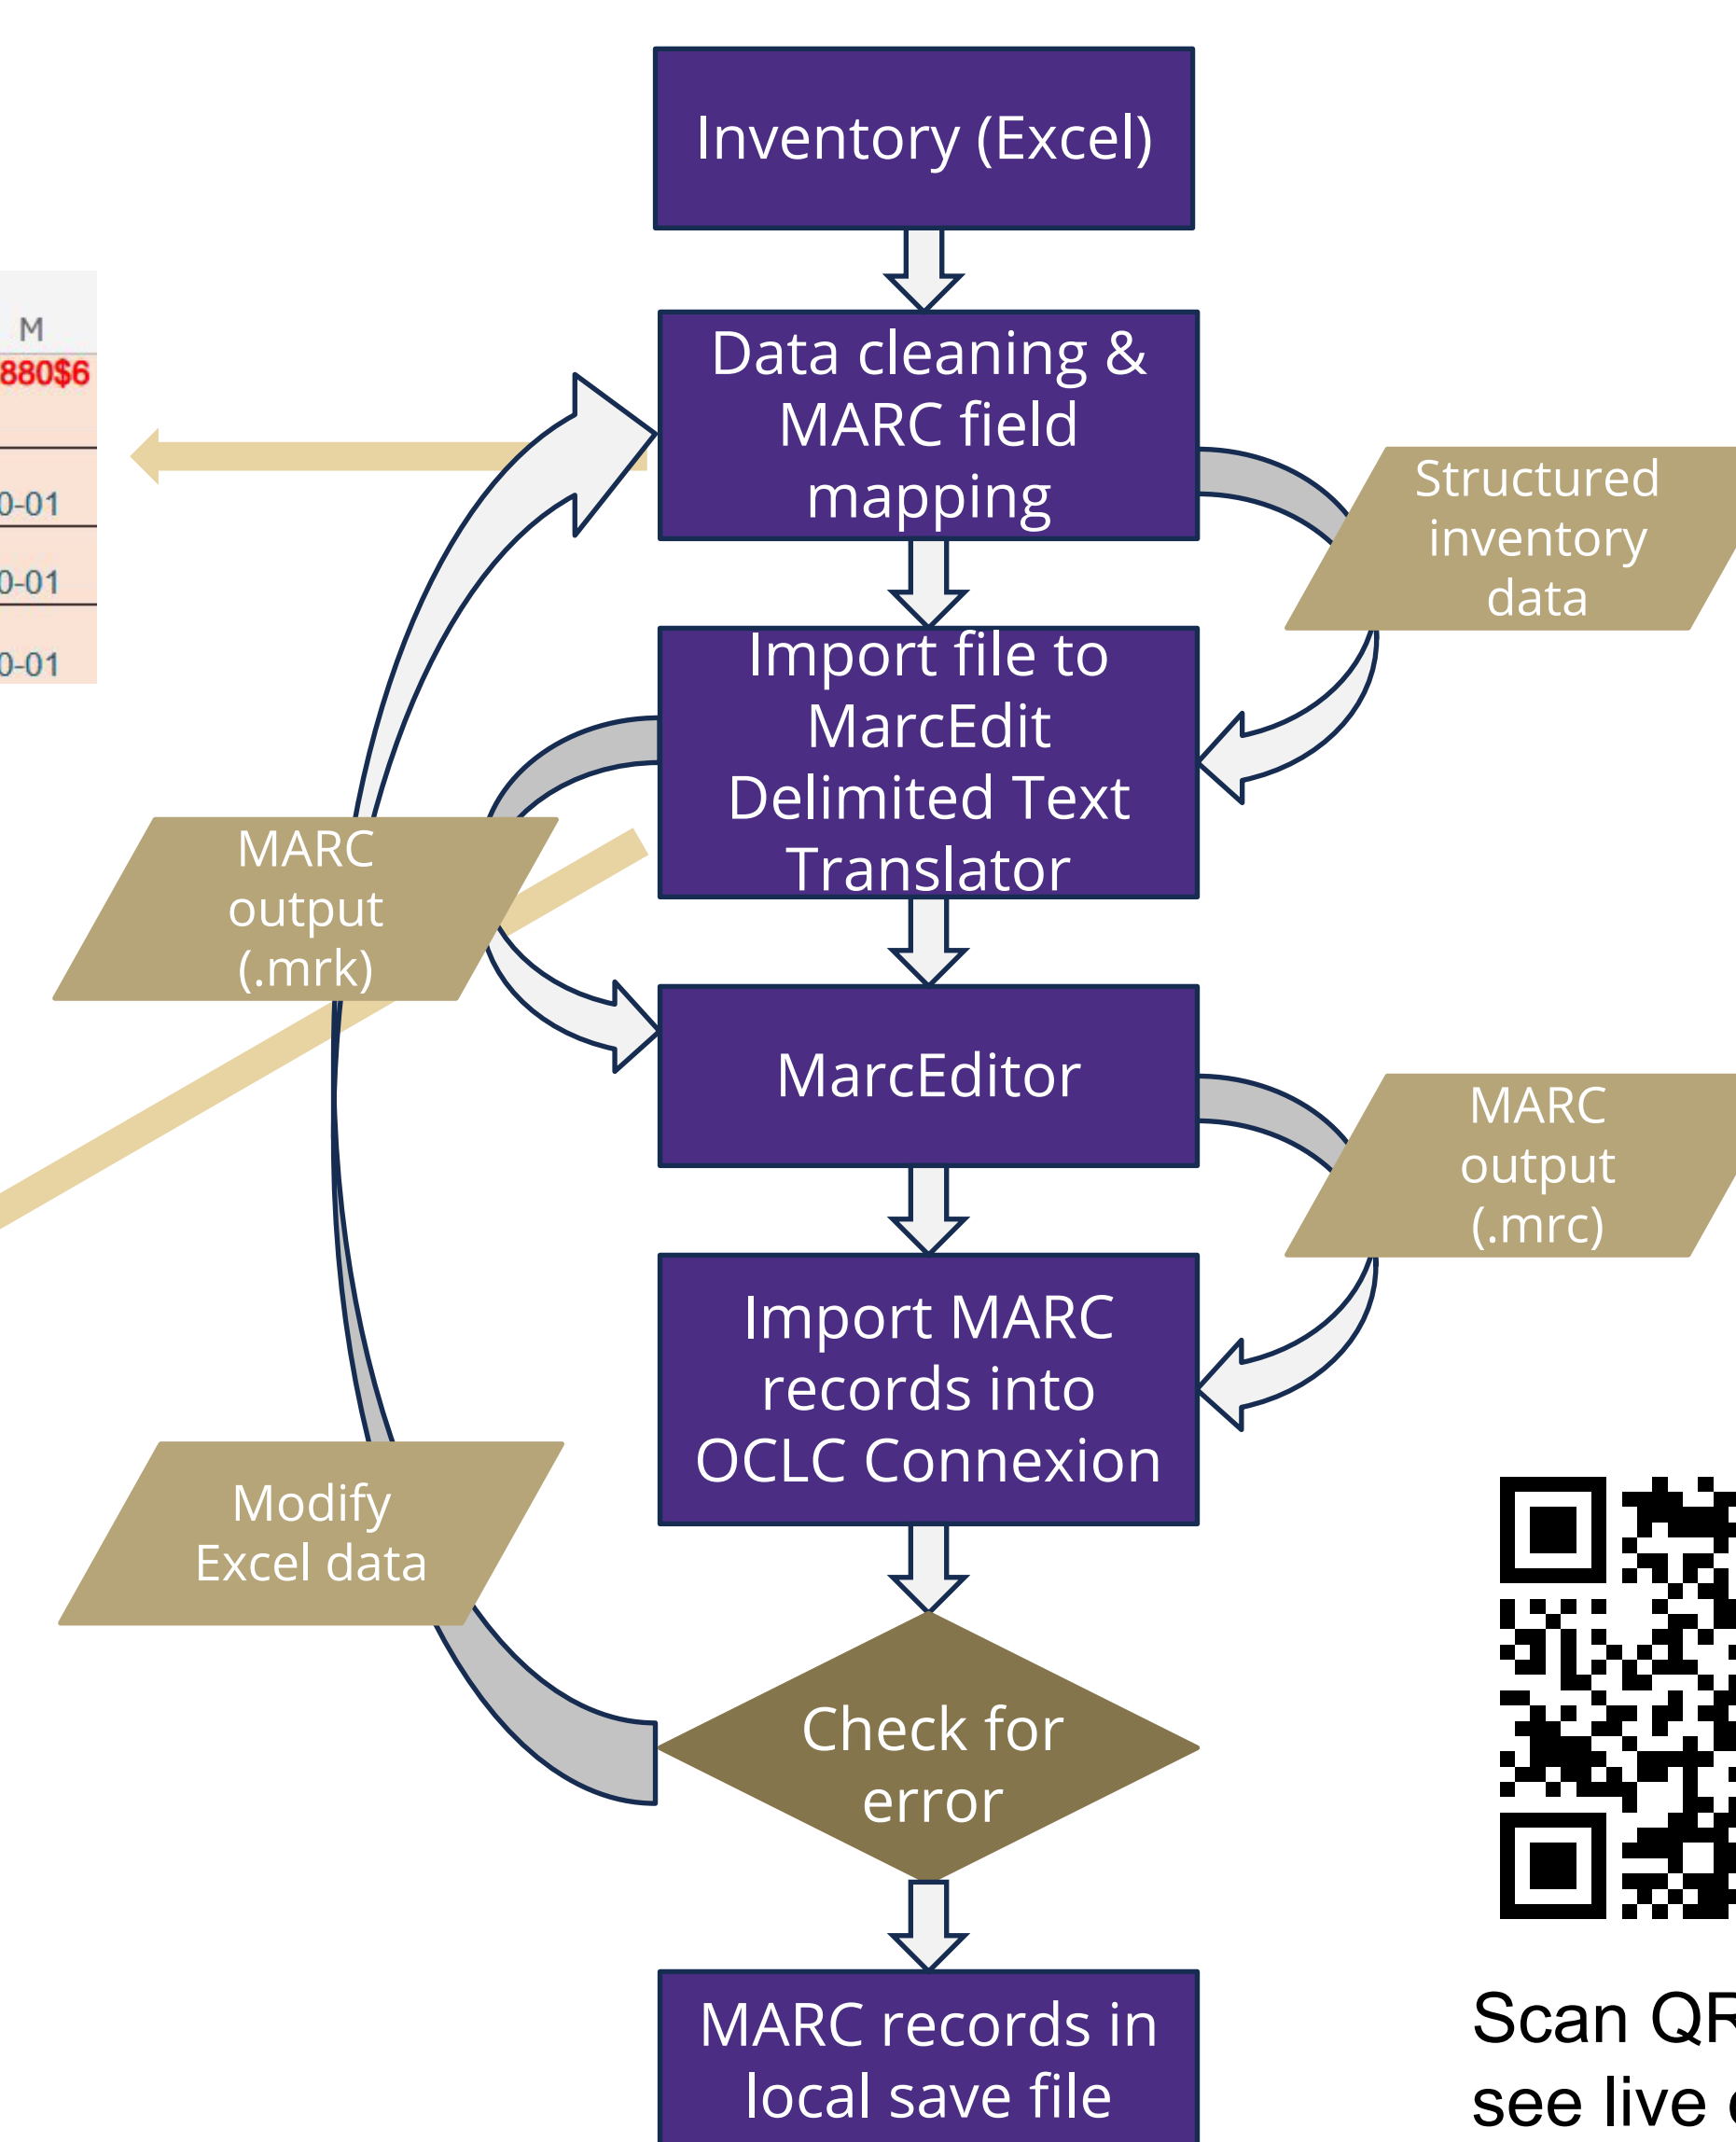 Inventory (Excel)
M
880$6
0-01
0-01
0-01
Data cleaning &
MARC field
mapping
Structured
inventory
data
Import file to
MarcEdit
Delimited Text
Translator
MARC
output
(.mrk)
MarcEditor
MARC
output
(.mrc)
Import MARC
records into
OCLC Connexion
Modify
Excel data
Check for
error
MARC records in
local save file
Scan QR
see live